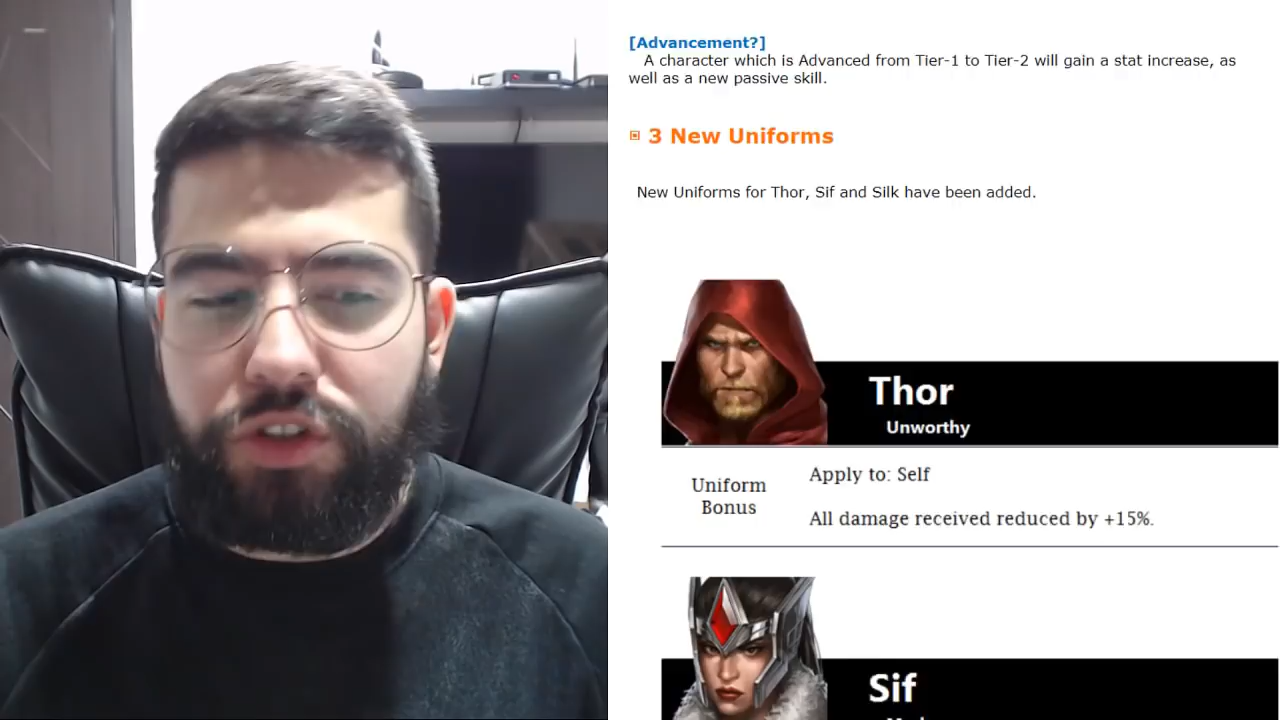 [Advancement?]
A character which is Advanced from Tier-1 to Tier-2 will gain a stat increase, as
well as a new passive skill.
3 New Uniforms
New Uniforms for Thor, Sif and Silk have been added.
Thor
Unworthy
Uniform
Bonus
Apply to: Self
All damage received reduced by +15%.
Sif